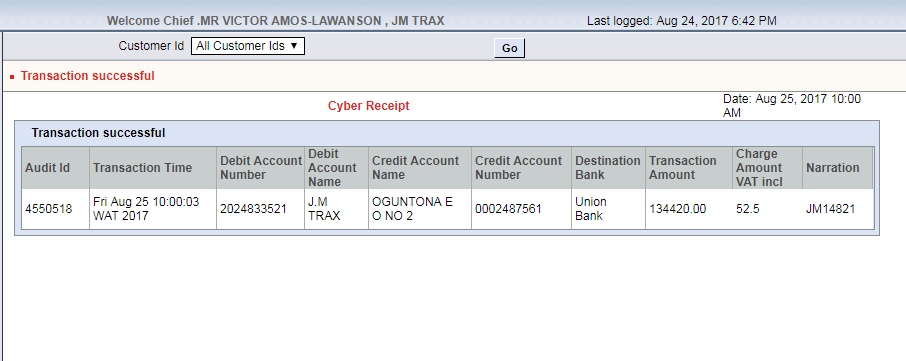 Welcome Chief .MR VICTOR AMOS-LAWANSON , JM TRAX Last logged: Aug 24, 2017 6:42 PM
Customer Id All Customer Ids ▼ Go
Transaction successful
Cyber Receipt
Date: Aug 25, 2017 10:00
AM
Transaction successful
Audit Id
Transaction Time
Debit Account
Number
Debit
Account
Name
Credit Account
Name
Credit Account
Number
Destination
Bank
Transaction
Amount
Charge
Amount
VAT incl
Narration
4550518
Fri Aug 25 10:00:03
WAT 2017
2024833521
J.M
TRAX
OGUNTONA E
O NO 2
0002487561
Union
Bank
134420.00
52.5
JM14821